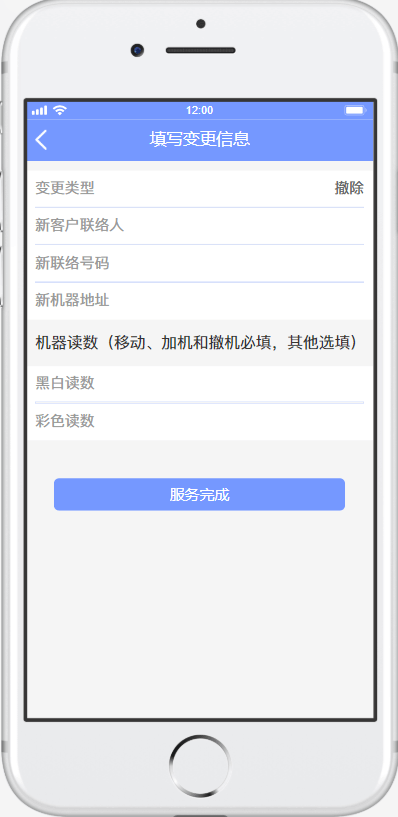 12:00
填写变更信息
变更类型 撤除
新客户联络人
新联络号码
新机器地址
机器读数（移动、加机和撤机必填，其他选填）
黑白读数
彩色读数
服务完成